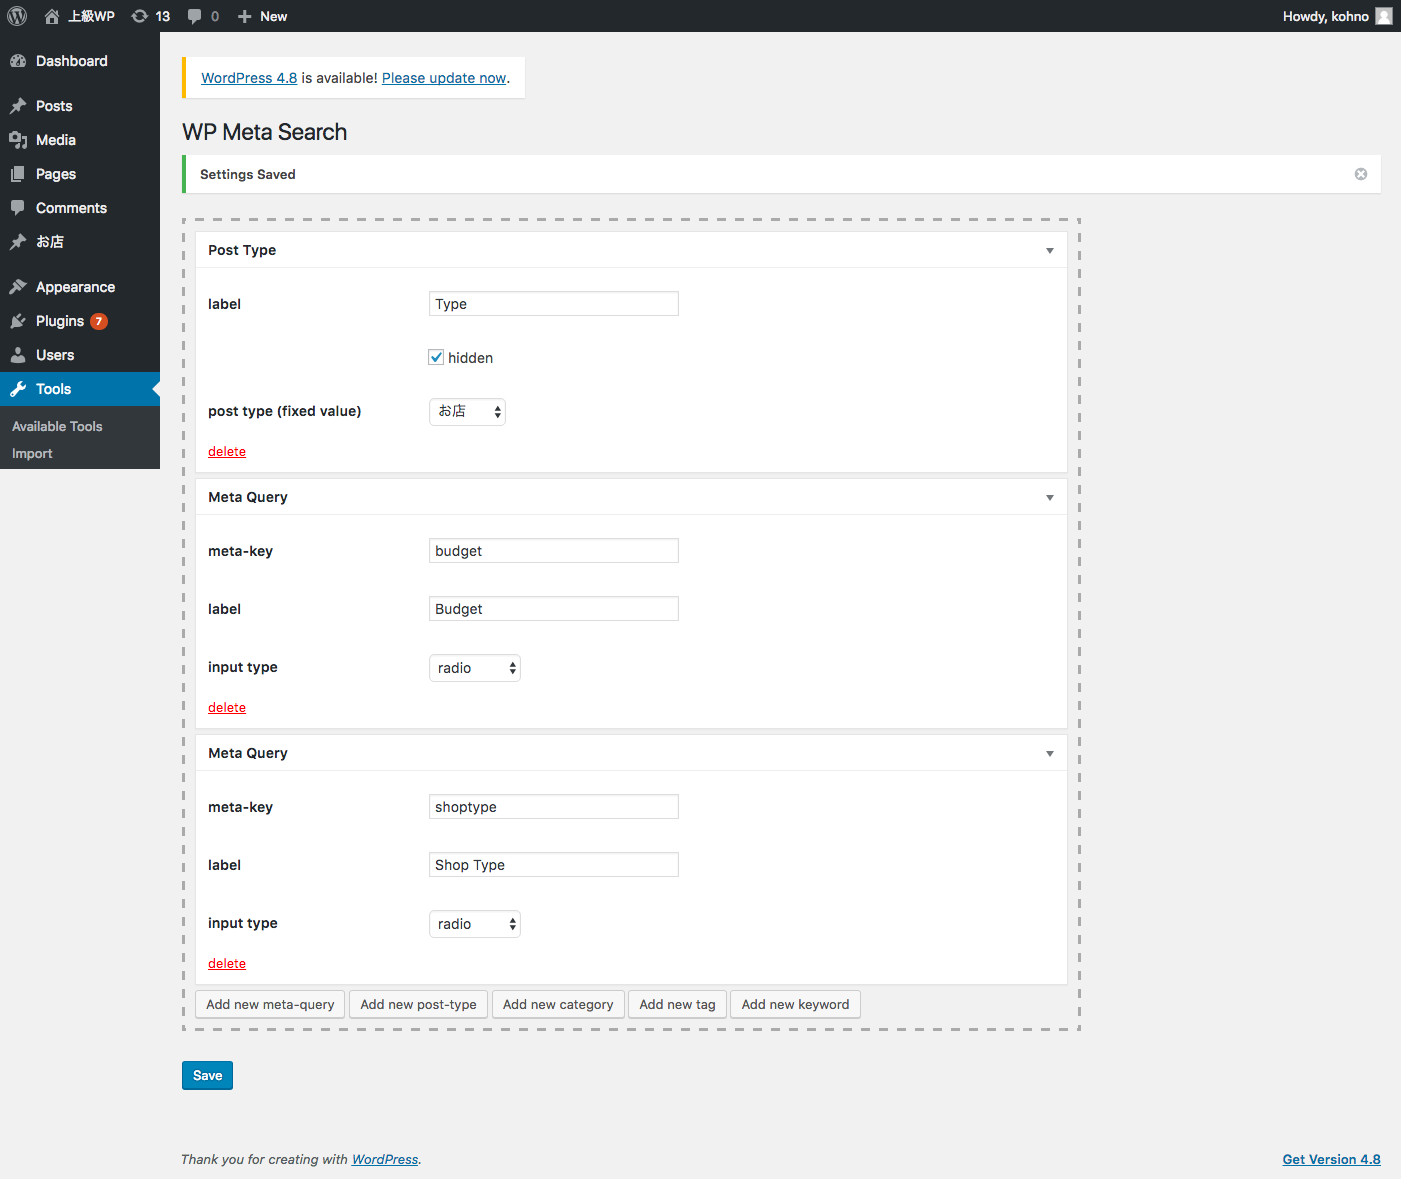 上級WP 13 0 New Howdy, kohno
Dashboard
Posts
Media
Pages
Comments
お店
Appearance
Plugins 7
Users
Tools
Available Tools
Import
WordPress 4.8 is available! Please update now.
WP Meta Search
Settings Saved
Post Type
label Type
hidden
post type (fixed value) お店
delete
Meta Query
meta-key budget
label Budget
input type radio
delete
Meta Query
meta-key shoptype
label Shop Type
input type radio
delete
Add new meta-query Add new post-type Add new category Add new tag Add new keyword
Save
Thank you for creating with WordPress. Get Version 4.8